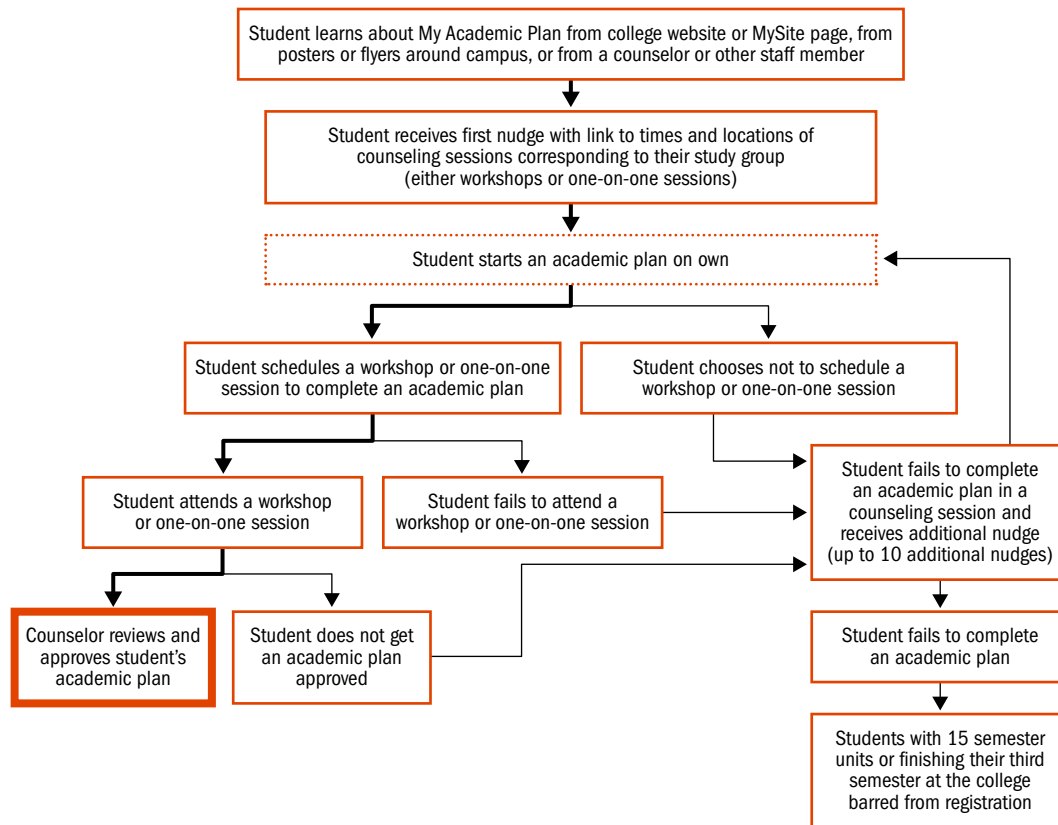 Student learns about My Academic Plan from college website or MySite page, from
posters or flyers around campus, or from a counselor or other staff member
Student receives first nudge with link to times and locations of
counseling sessions corresponding to their study group
(either workshops or one-on-one sessions)
Student starts an academic plan on own
Student schedules a workshop or one-on-one
session to complete an academic plan
Student chooses not to schedule a
workshop or one-on-one session
Student attends a workshop
or one-on-one session
Student fails to attend a
workshop or one-on-one session
Student fails to complete
an academic plan in a
counseling session and
receives additional nudge
(up to 10 additional nudges)
Counselor reviews and
approves student’s
academic plan
Student does not get
an academic plan
approved
Student fails to complete
an academic plan
Students with 15 semester
units or finishing their third
semester at the college
barred from registration